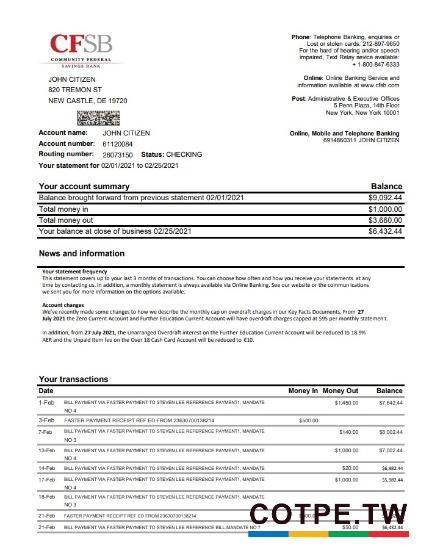 CFSB
COMMUNITY FEDERAL
SAVINGS BANK
JOHN CITIZEN
820 TREMON ST
NEW CASTLE, DE 19720
Phone: Telephone Banking, enquiries or
Lost or stolen cards: 212-897-9650
For the hard of hearing and/or speech
impaired, Text Relay sevice available:
+ 1-800-847-6333
Online: Online Banking Service and
information available at www.cfsb.com
Post: Administrative & Executive Offices
5 Penn Plaza, 14th Floor
New York, New York 10001
Online, Mobile and Telephone Banking
6914860311 JOHN CITIZEN
Account name: JOHN CITIZEN
Account number: 61120084
Routing number: 26073150 Status: CHECKING
Your statement for 02/01/2021 to 02/25/2021
Your account summary Balance
Balance brought forward from previous statement 02/01/2021 $9,092.44
Total money in $1,000.00
Total money out $3,660.00
Your balance at close of business 02/25/2021 $6,432.44
News and information
Your statement frequency
This statement covers up to your last 3 months of transactions. You can choose how often and how you receive your statements at any
time by contacting us. In addition, a monthly statement is always available via Online Banking. See our website or the communications
we sent you for more information on the options available.
Account changes
We've recently made some changes to how we describe the monthly cap on overdraft charges in our Key Facts Documents. From 27
July 2021 the Zero Current Account and Further Education Current Account will have overdraft charges capped at $95 per monthly statement.
In addition, from 27 July 2021, the Unarranged Overdraft Interest on the Further Education Current Account will be reduced to 18.9%
AER and the Unpaid Item fee on the Over 18 Cash Card Account will be reduced to €10.
Your transactions
Date Money In Money Out Balance
1-Feb BILL PAYMENT VIA FASTER PAYMENT TO STEVEN LEE REFERENCE PAYMENT1, MANDATE $1,450.00 $7,642.44
NO 4
3-Feb FASTER PAYMENT RECEIPT REF ED FROM 23630700138214 $500.00
7-Feb BILL PAYMENT VIA FASTER PAYMENT TO STEVEN LEE REFERENCE PAYMENT1, MANDATE $140.00 $8,002.44
NO 3
13-Feb BILL PAYMENT VIA FASTER PAYMENT TO STEVEN LEE REFERENCE PAYMENT1, MANDATE $1,000.00 $7,002.44
NO 4
14-Feb BILL PAYMENT VIA FASTER PAYMENT TO STEVEN LEE REFERENCE PAYMENT1, MANDATE $20.00 $6,982.44
17-Feb BILL PAYMENT VIA FASTER PAYMENT TO STEVEN LEE REFERENCE PAYMENT1, MANDATE $1,000.00 $5,982.44
NO 4
18-Feb BILL PAYMENT VIA FASTER PAYMENT TO STEVEN LEE REFERENCE PAYMENT1, MANDATE
NO 3
COTPE.TW
21-Feb FASTER PAYMENT RECEIPT REF ED FROM 23630730138214
21-Feb BILL PAYMENT VIA FASTER PAYMENT TO STEVEN LEE REFERENCE BILL,MANDATE NO 7 $50.00 $6,432.44